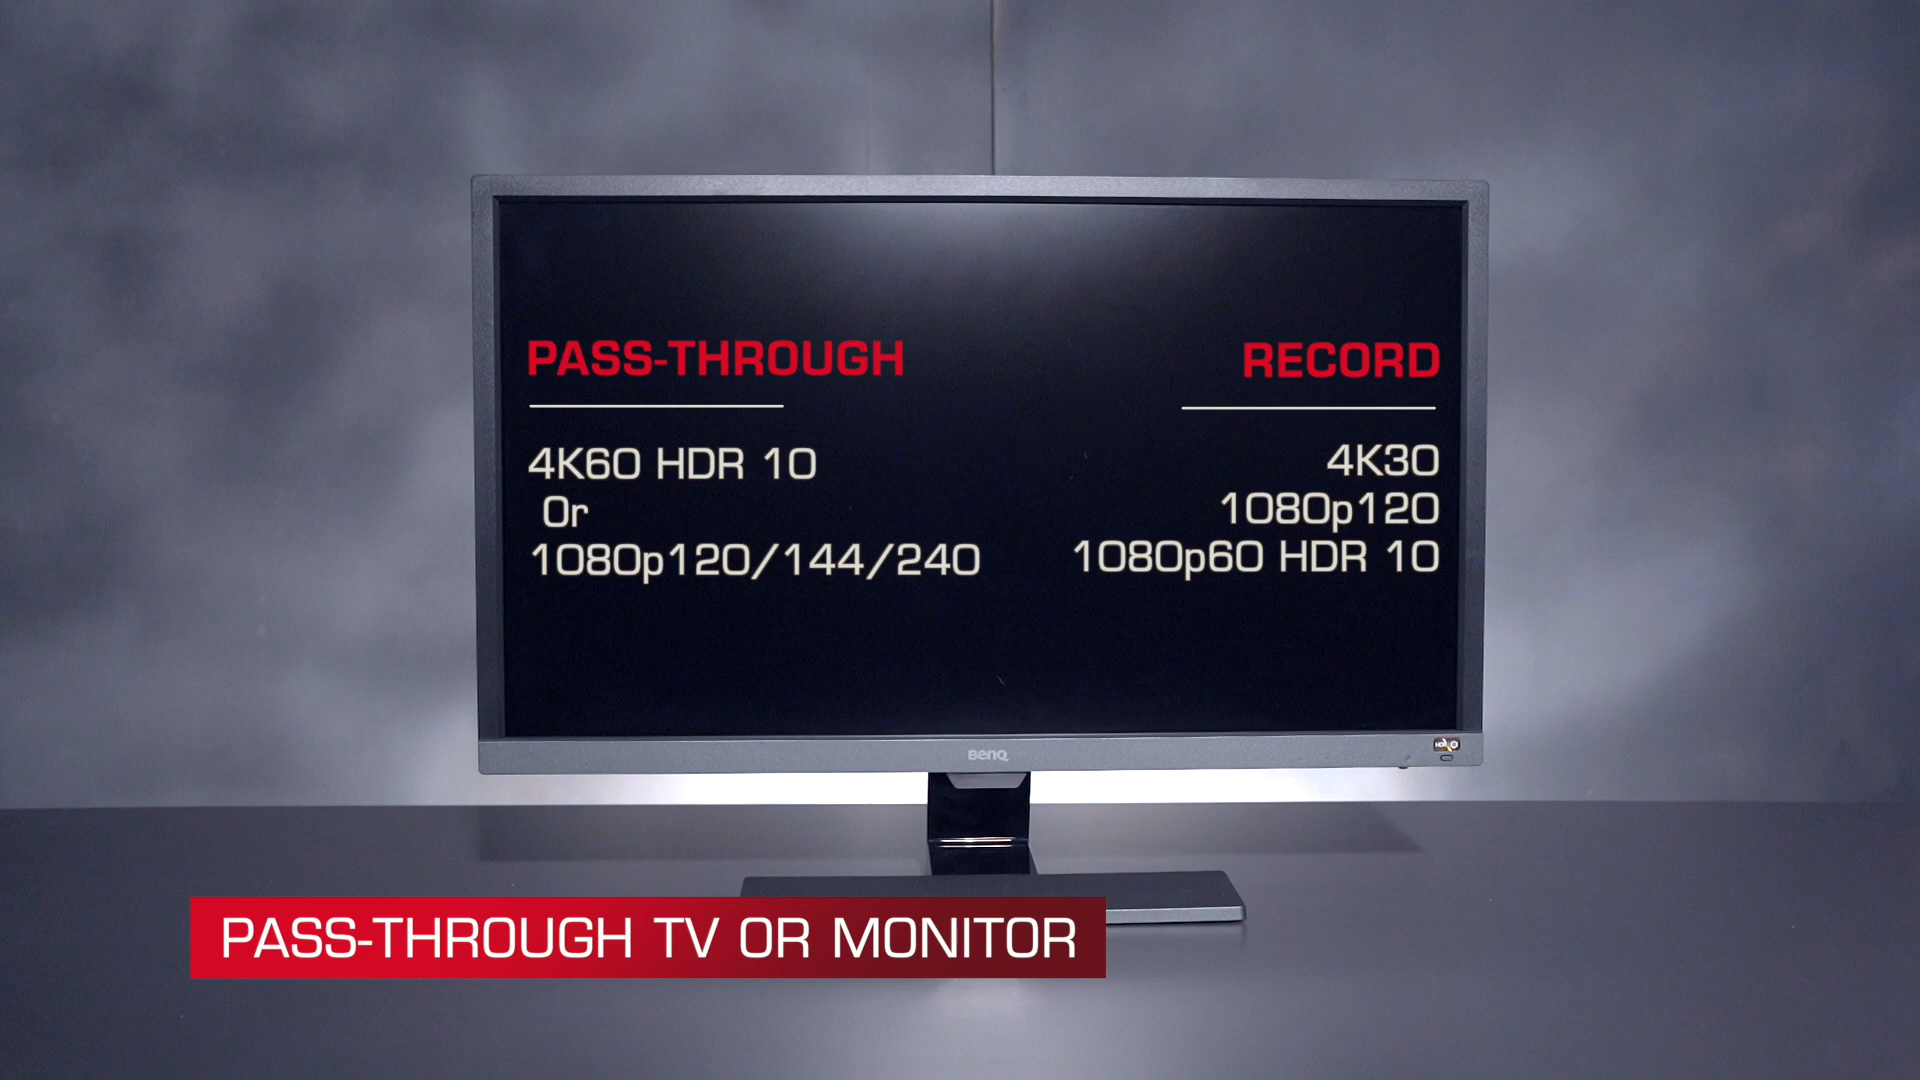 PASS-THROUGH
4K60 HDR 10
Or
1080p120/144/240
RECORD
4K30
1080p120
1080p60 HDR 10
BenQ
PASS-THROUGH TV OR MONITOR